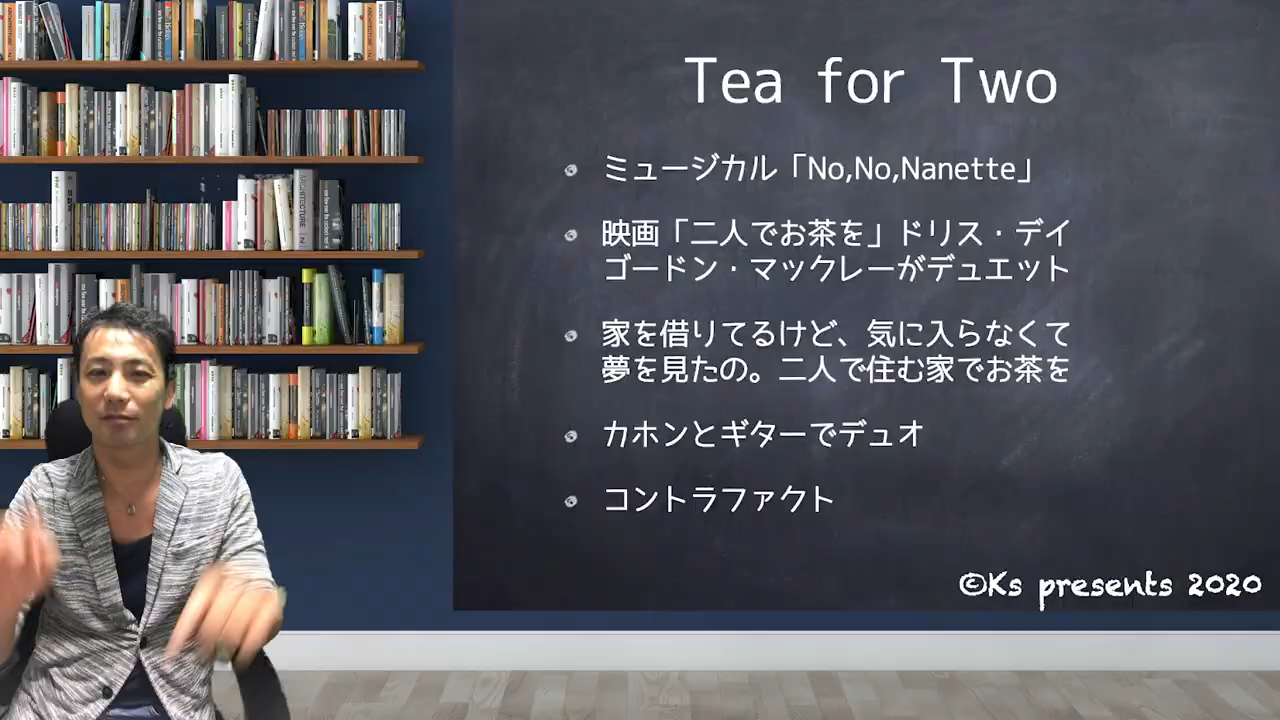 Tea for Two
ミュージカル「No,No,Nanette」
映画「二人でお茶を」ドリス・デイ
ゴードン・マックレーがデュエット
家を借りてるけど、気に入らなくて
夢を見たの。二人で住む家でお茶を
カホンとギターでデュオ
コントラファクト
©Ks presents 2020